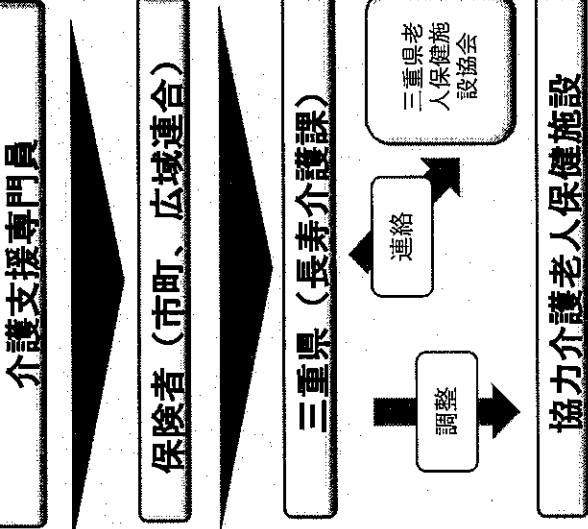 介護支援専門員
保険者（市町、広域連合）
三重県（長寿介護課）
調整
連絡
三重県老
人保健施
設協会
協力介護老人保健施設